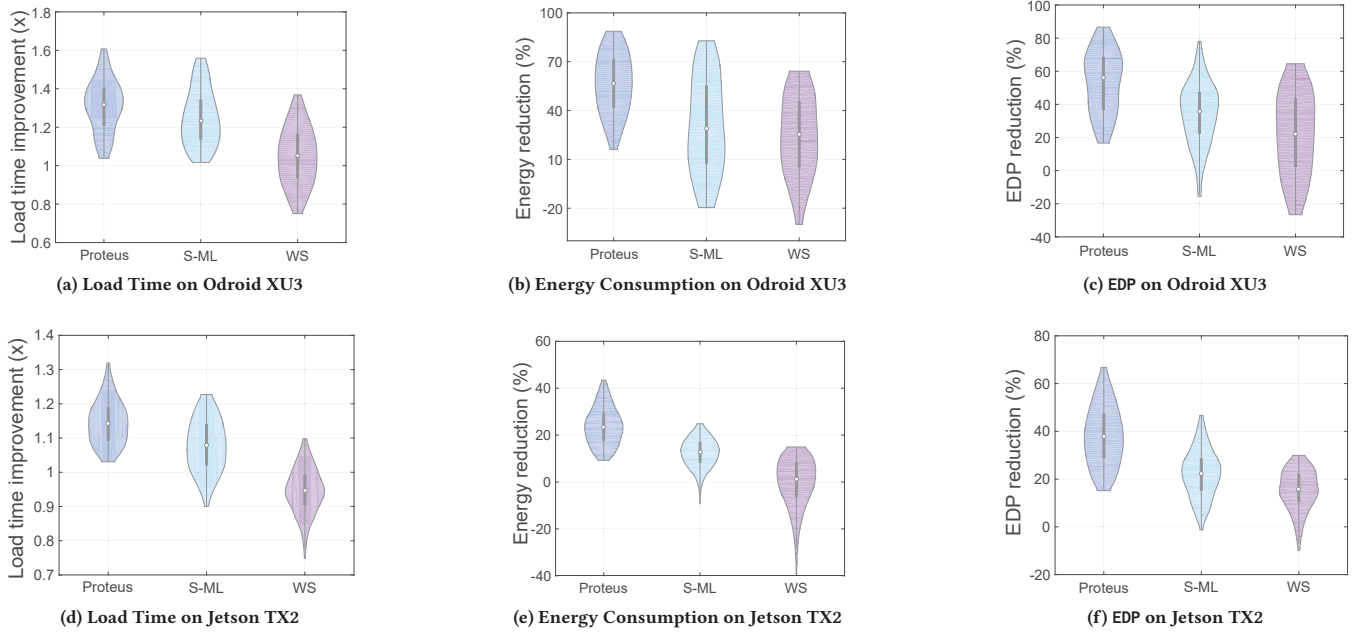 Load time improvement (x)
1.8
1.6
1.4
1.2
1
0.8
0.6
Proteus
S-ML
WS
(a) Load Time on Odroid XU3
Energy reduction (%)
100
40
10
-20
Proteus
S-ML
WS
(b) Energy Consumption on Odroid XU3
EDP reduction (%)
100
80
60
40
20
0
-20
-40
Proteus
S-ML
WS
(c) EDP on Odroid XU3
Load time improvement (x)
1.4
1.3
1.2
1.1
1
0.9
0.8
0.7
Proteus
S-ML
WS
(d) Load Time on Jetson TX2
Energy reduction (%)
60
40
20
0
-20
-40
Proteus
S-ML
WS
(e) Energy Consumption on Jetson TX2
EDP reduction (%)
80
60
40
20
0
-20
Proteus
S-ML
WS
(f) EDP on Jetson TX2